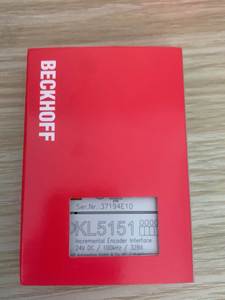 BECKHOFF
Ser.Nr.:37194E10
KL5151
Incremental Encoder Interface
24V DC / 100kHz / 32Bit